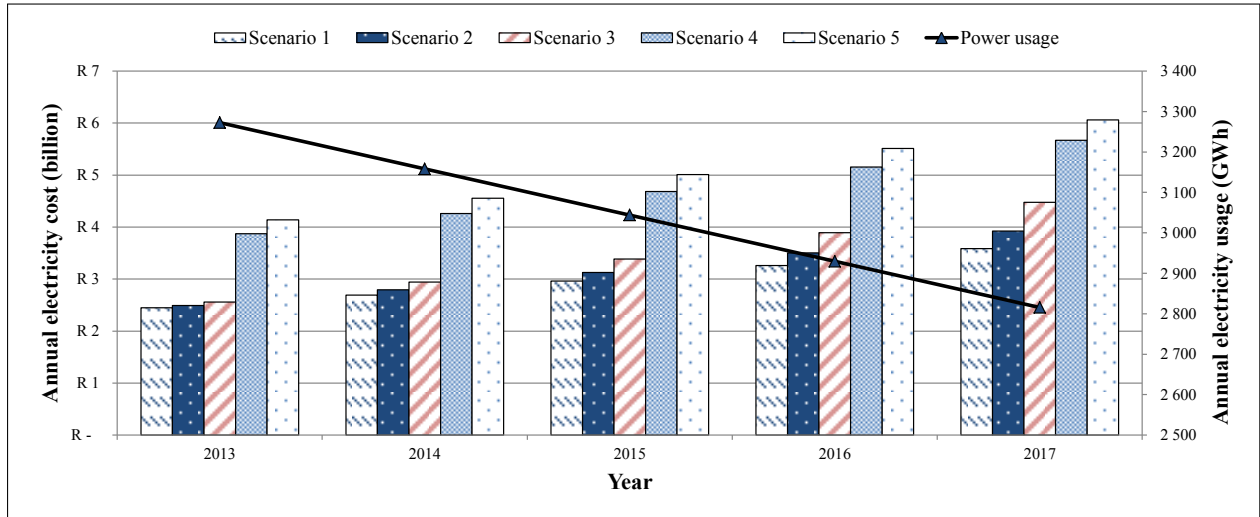 Scenario 1 Scenario 2 Scenario 3 Scenario 4 Scenario 5 Power usage
Annual electricity cost (billion)
R 7
R 6
R 5
R 4
R 3
R 2
R 1
R -
3 400
3 300
3 200
3 100
3 000
2 900
2 800
2 700
2 600
2 500
Annual electricity usage (GWh)
2013 2014 2015 2016 2017
Year